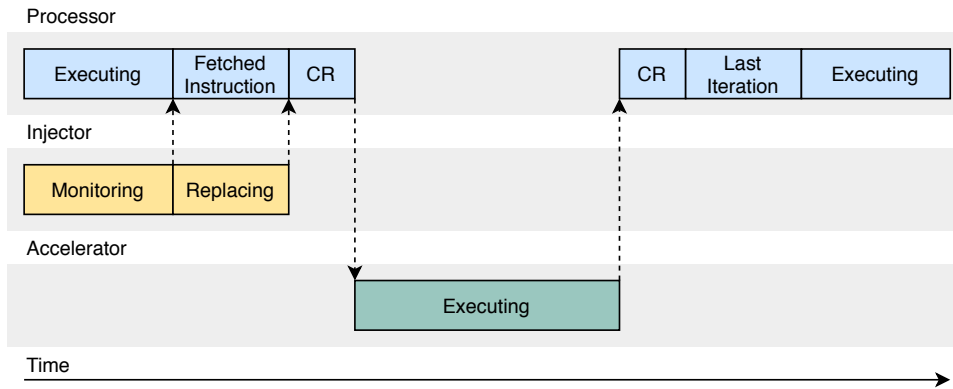 Processor
Executing
Fetched
Instruction
CR
CR
Last
Iteration
Executing
Injector
Monitoring
Replacing
Accelerator
Executing
Time